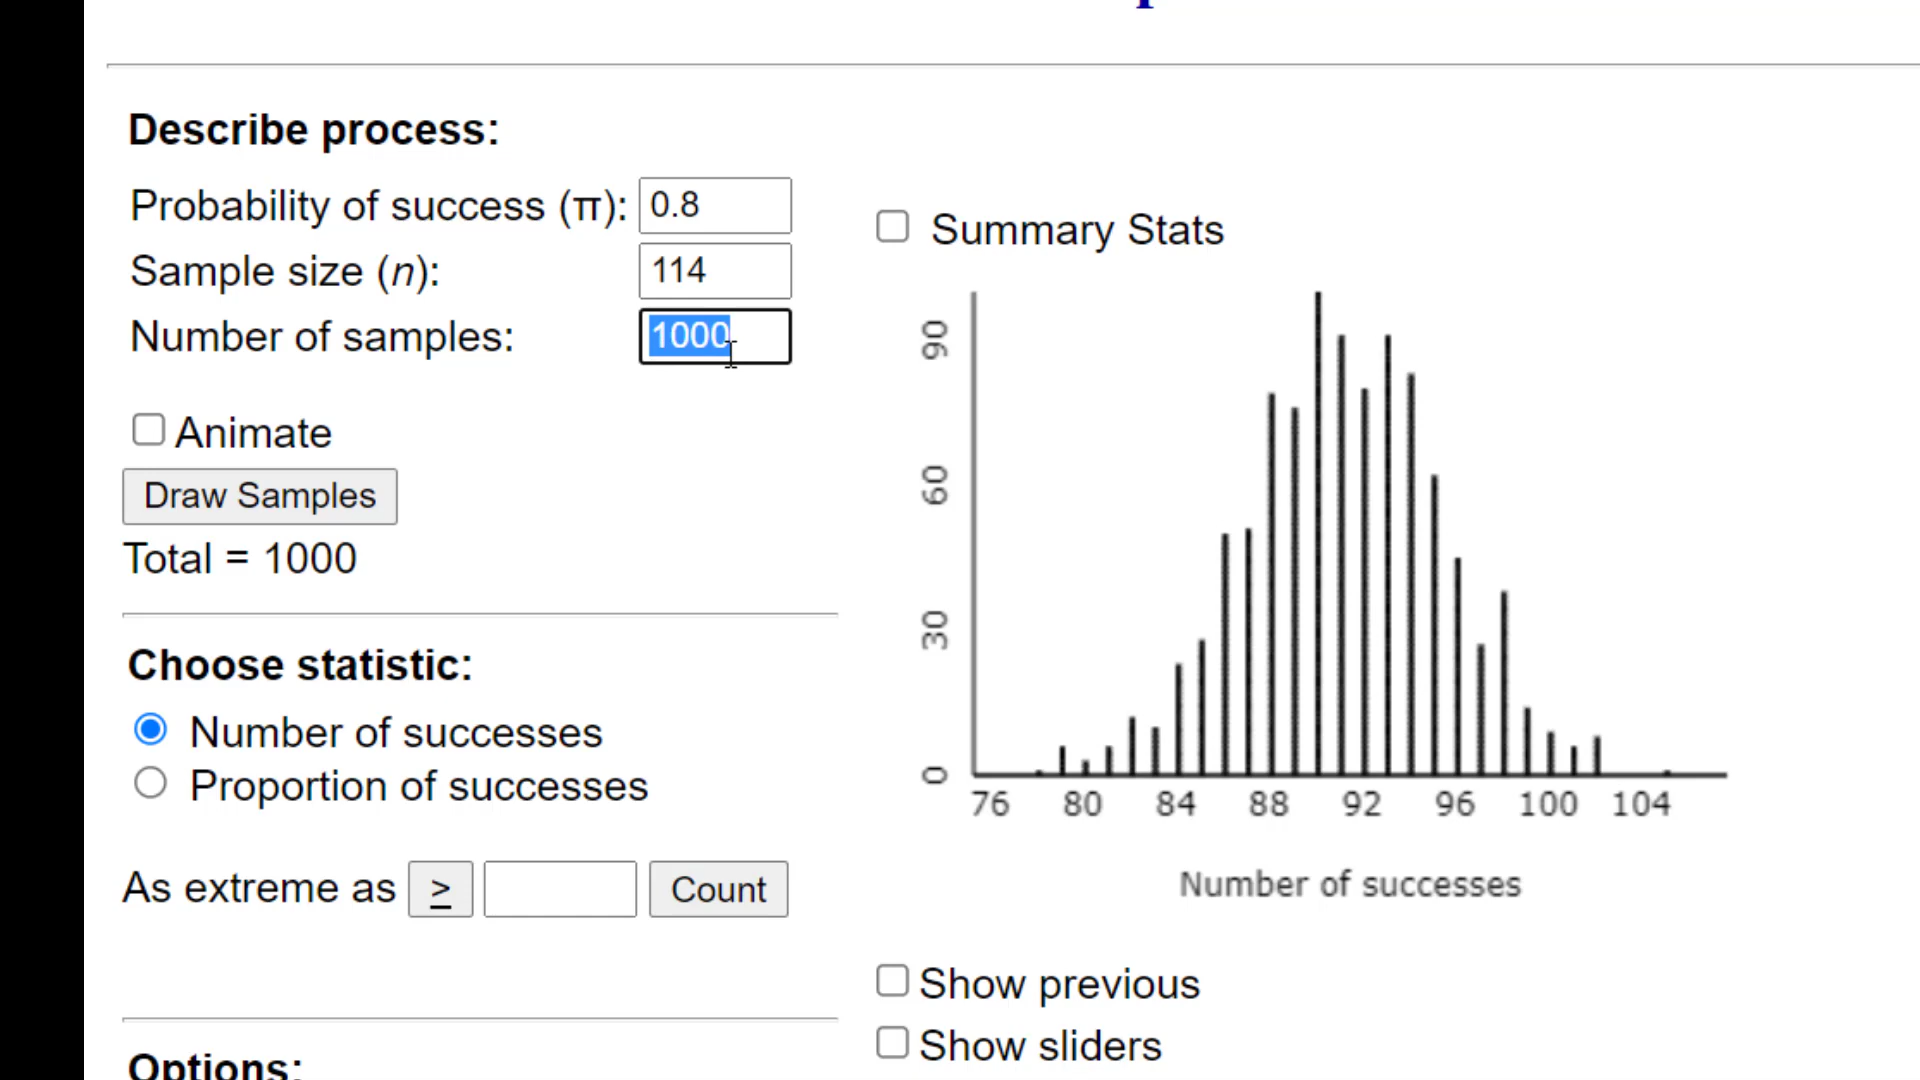 Describe process:
Probability of success (π): 0.8
Sample size (n): 114
Number of samples: 1000
Animate
Draw Samples
Total = 1000
Choose statistic:
Number of successes
Proportion of successes
As extreme as ≥ Count
Options:
Summary Stats
90
60
30
0
76 80 84 88 92 96 100 104
Number of successes
Show previous
Show sliders